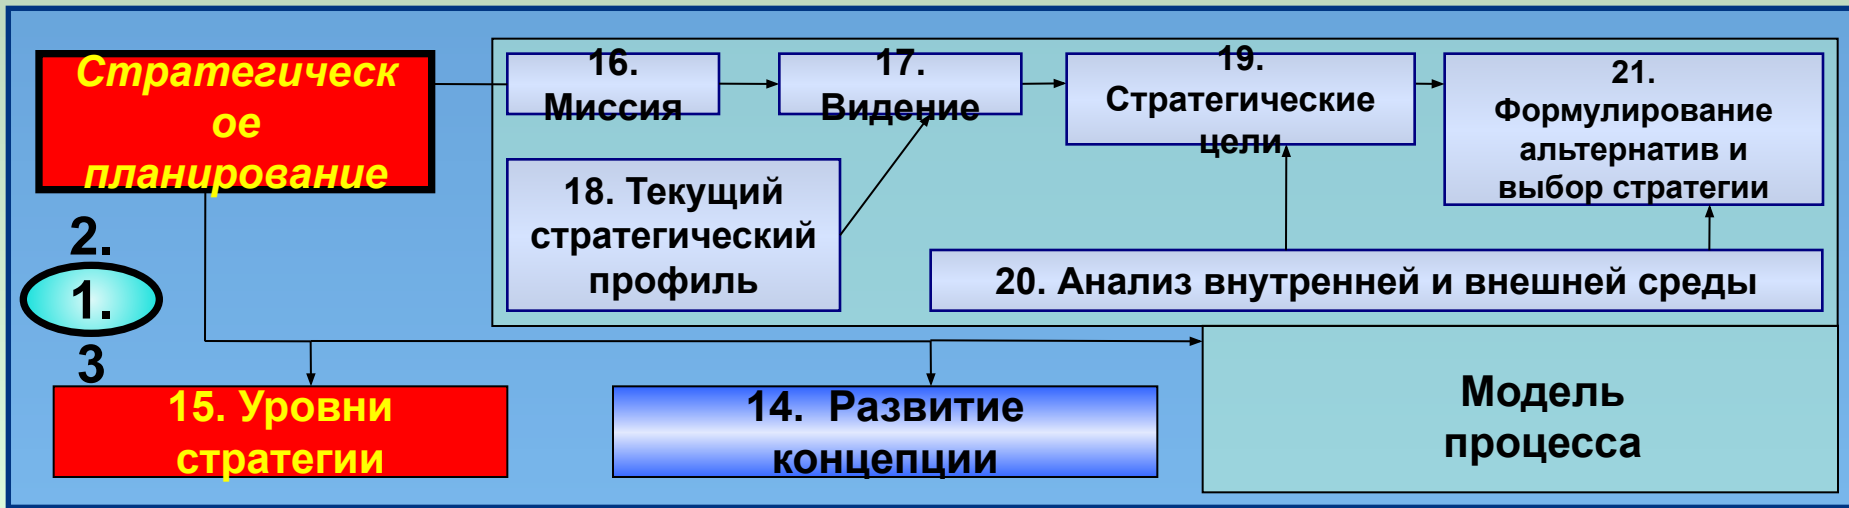 Стратегическ
ое
планирование
16.
Миссия
17.
Видение
19.
Стратегические
цели
21.
Формулирование
альтернатив и
выбор стратегии
18. Текущий
стратегический
профиль
20. Анализ внутренней и внешней среды
2.
1.
3
15. Уровни
стратегии
14. Развитие
концепции
Модель
процесса